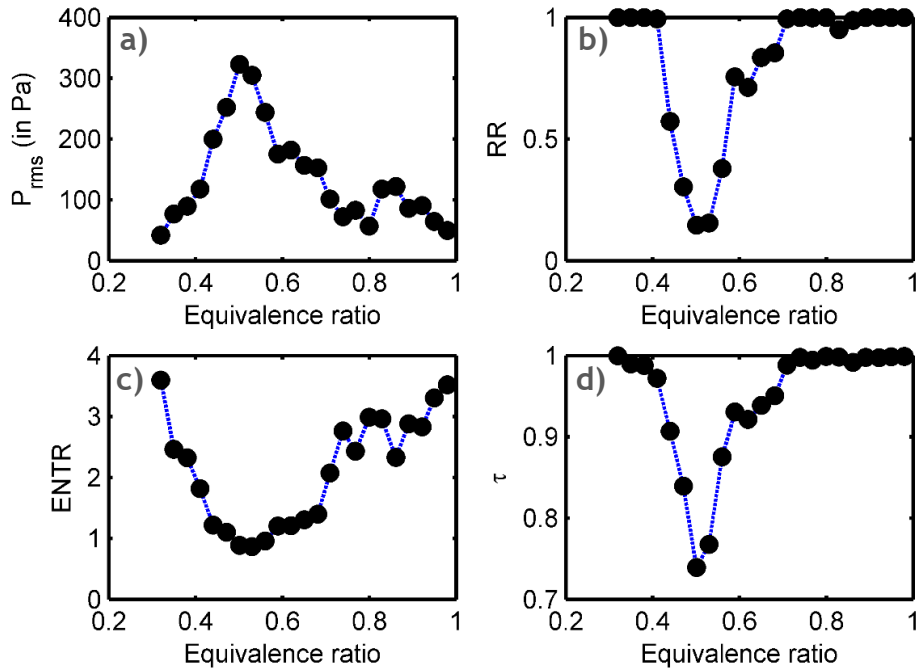 a)
400
300
200
100
0
P_rms (in Pa)
0.2 0.4 0.6 0.8 1
Equivalence ratio
b)
1
0.5
0
RR
0.2 0.4 0.6 0.8 1
Equivalence ratio
c)
4
3
2
1
0
ENTR
0.2 0.4 0.6 0.8 1
Equivalence ratio
d)
1
0.9
0.8
0.7
τ
0.2 0.4 0.6 0.8 1
Equivalence ratio